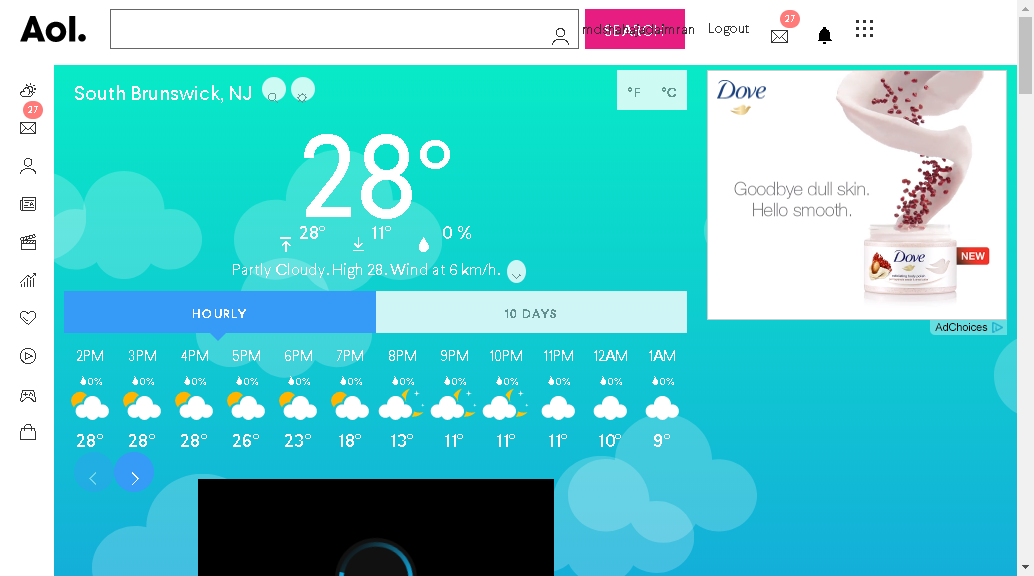 Aol.
SEARCH
Logout
27
27
South Brunswick, NJ
°F °C
28°
28° 11° 0 %
Partly Cloudy. High 28. Wind at 6 km/h.
HOURLY 10 DAYS
2PM 3PM 4PM 5PM 6PM 7PM 8PM 9PM 10PM 11PM 12AM 1AM
0% 0% 0% 0% 0% 0% 0% 0% 0% 0% 0% 0%
28° 28° 28° 26° 23° 18° 13° 11° 11° 11° 10° 9°
Dove
Goodbye dull skin.
Hello smooth.
Dove
NEW
AdChoices